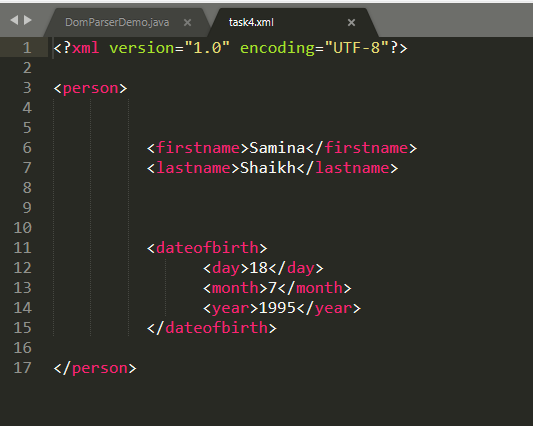 DomParserDemo.java × task4.xml ×
1 <?xml version="1.0" encoding="UTF-8"?>
2
3 <person>
4
5
6 <firstname>Samina</firstname>
7 <lastname>Shaikh</lastname>
8
9
10
11 <dateofbirth>
12 <day>18</day>
13 <month>7</month>
14 <year>1995</year>
15 </dateofbirth>
16
17 </person>